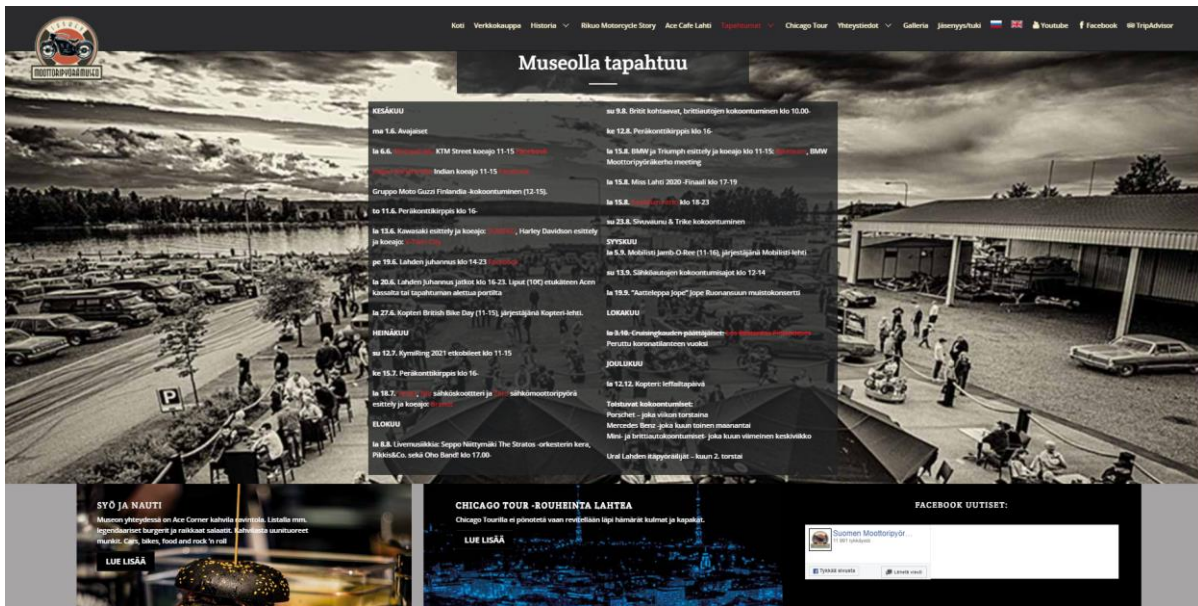 Koti Verkkokauppa Historia Rikuo Motorcycle Story Ace Cafe Lahti Tapahtumat Chicago Tour Yhteystiedot Galleria Jäsenyys/tuki Youtube Facebook TripAdvisor
MOOTTORIPYÖRÄMUSEO
Museolla tapahtuu
KESÄKUU
ma 1.6. Avajaiset
la 6.6. KTM Street koeajo 11-15
Indian koeajo 11-15
Gruppo Moto Guzzi Finlandia -kokoontuminen (12-15).
to 11.6. Peräkonttikirppis klo 16-
la 13.6. Kawasaki esittely ja koeajo: , Harley Davidson esittely
ja koeajo:
pe 19.6. Lahden juhannus klo 14-23
la 20.6. Lahden Juhannus jatkot klo 16-23. Liput (10€) etukäteen Acen
kassalta tai tapahtuman alettua portilta
la 27.6. Kopteri British Bike Day (11-15), järjestäjänä Kopteri-lehti.
HEINÄKUU
su 12.7. Kymilling 2021 etkobileet klo 11-15
ke 15.7. Peräkonttikirppis klo 16-
la 18.7. sähköskootteri ja sähkömoottoripyörä
esittely ja koeajo:
ELOKUU
la 8.8. Livemusiikkia: Seppo Niittymäki The Stratos -orkesterin kera,
Pikkis&Co. sekä Oho Band! klo 17.00-
su 9.8. Britit kohtaavat, brittiautojen kokoontuminen klo 10.00-
ke 12.8. Peräkonttikirppis klo 16-
la 15.8. BMW ja Triumph esittely ja koeajo klo 11-15: , BMW
Moottoripyöräkerho meeting
la 15.8. Miss Lahti 2020 -Finaali klo 17-19
la 15.8. klo 18-23
su 23.8. Sivuvaunu & Trike kokoontuminen
SYYSKUU
la 5.9. Mobilisti Jamb-O-Ree (11-16), järjestäjänä Mobilisti-lehti
su 13.9. Sähköautojen kokoontumisajot klo 12-14
la 19.9. "Aatteleppa Jope" Jope Ruonansuun muistokonsertti
LOKAKUU
la 3.10. Cruisingkauden päättäjäiset:
Peruttu koronatilanteen vuoksi
JOULUKUU
la 12.12. Kopteri: leffailtapäivä
Toistuvat kokoontumiset:
Porschet – joka viikon torstaina
Mercedes Benz -joka kuun toinen maanantai
Mini- ja brittiautokoontumiset- joka kuun viimeinen keskiviikko
Ural Lahden itäpyöräilijät – kuun 2. torstai
SYÖ JA NAUTI
Museon yhteydessä on Ace Corner kahvila ravintola. Listalla mm.
legendaariset burgerit ja raikkaat salaatit. Kahvilasta uunituoreet
munkit. Cars, bikes, food and rock 'n roll
LUE LISÄÄ
CHICAGO TOUR -ROUHEINTA LAHTEA
Chicago Tourilla ei pönötetä vaan revitellään läpi hämärät kulmat ja kapakat.
LUE LISÄÄ
FACEBOOK UUTISET:
Suomen Moottoripyör...
Tykkää sivusta Lähetä viesti